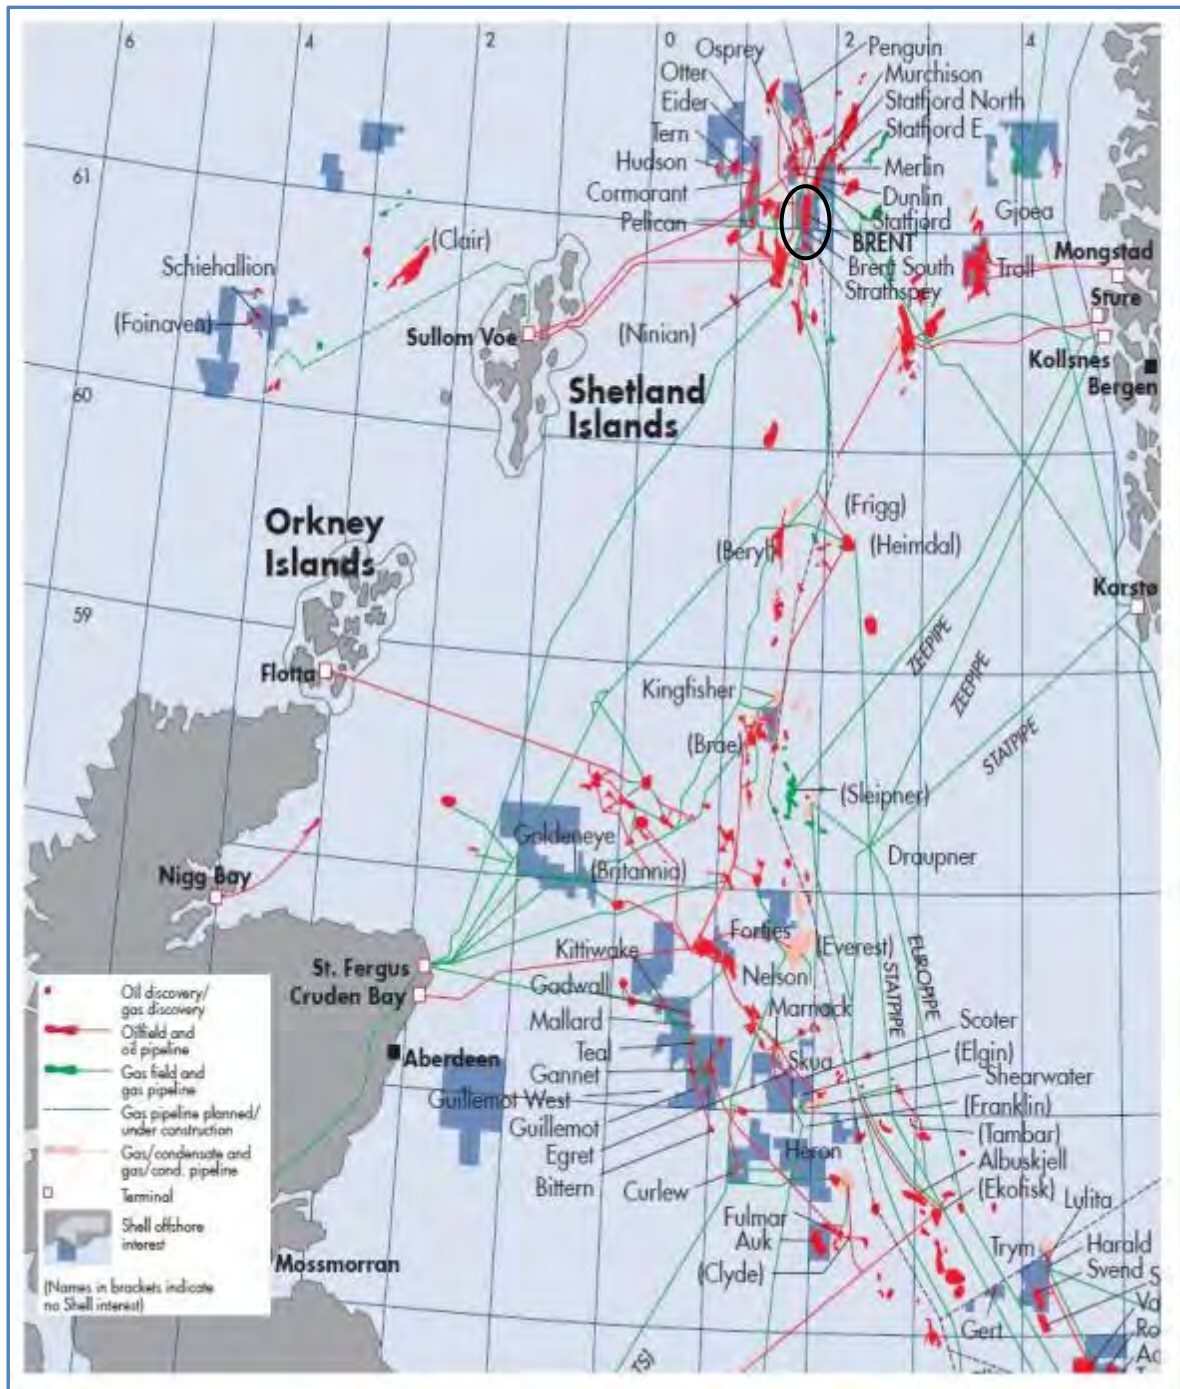 6
4
2
0
2
4
Osprey
Penguin
Otter
Murchison
Eider
Statfjord North
Tern
Statfjord E
Hudson
Merlin
61
Cormorant
Dunlin
Pelican
Statfjord
Gjoea
(Clair)
BRENT
Mongstad
Schiehallion
Brent South
Troll
Strathspey
Sture
(Foinaven)
Sullom Voe
(Ninian)
Kollsnes
Bergen
60
Shetland
Islands
Orkney
Islands
(Frigg)
(Beryl)
(Heimdal)
59
Karstø
ZEEPIPE
ZEEPIPE
Flotta
Kingfisher
STATPIPE
(Brae)
(Sleipner)
Goldeneye
(Britannia)
Draupner
Nigg Bay
Forties
(Everest)
Kittiwake
EUROPIPE
STATPIPE
St. Fergus
Nelson
Cruden Bay
Gadwall
Marnock
Mallard
Scoter
Teal
(Elgin)
Aberdeen
Skua
Gannet
Shearwater
Guillemot West
(Franklin)
Guillemot
(Tambar)
Egret
Heron
Albuskjell
Bittern
Curlew
(Ekofisk)
Lulita
Fulmar
Auk
Trym
Harald
(Clyde)
Svend
Mossmorran
Gert
S
Va
Ro
Ad
TS)
Oil discovery/
gas discovery
Oilfield and
oil pipeline
Gas field and
gas pipeline
Gas pipeline planned/
under construction
Gas/condensate and
gas/cond. pipeline
Terminal
Shell offshore
interest
(Names in brackets indicate
no Shell interest)